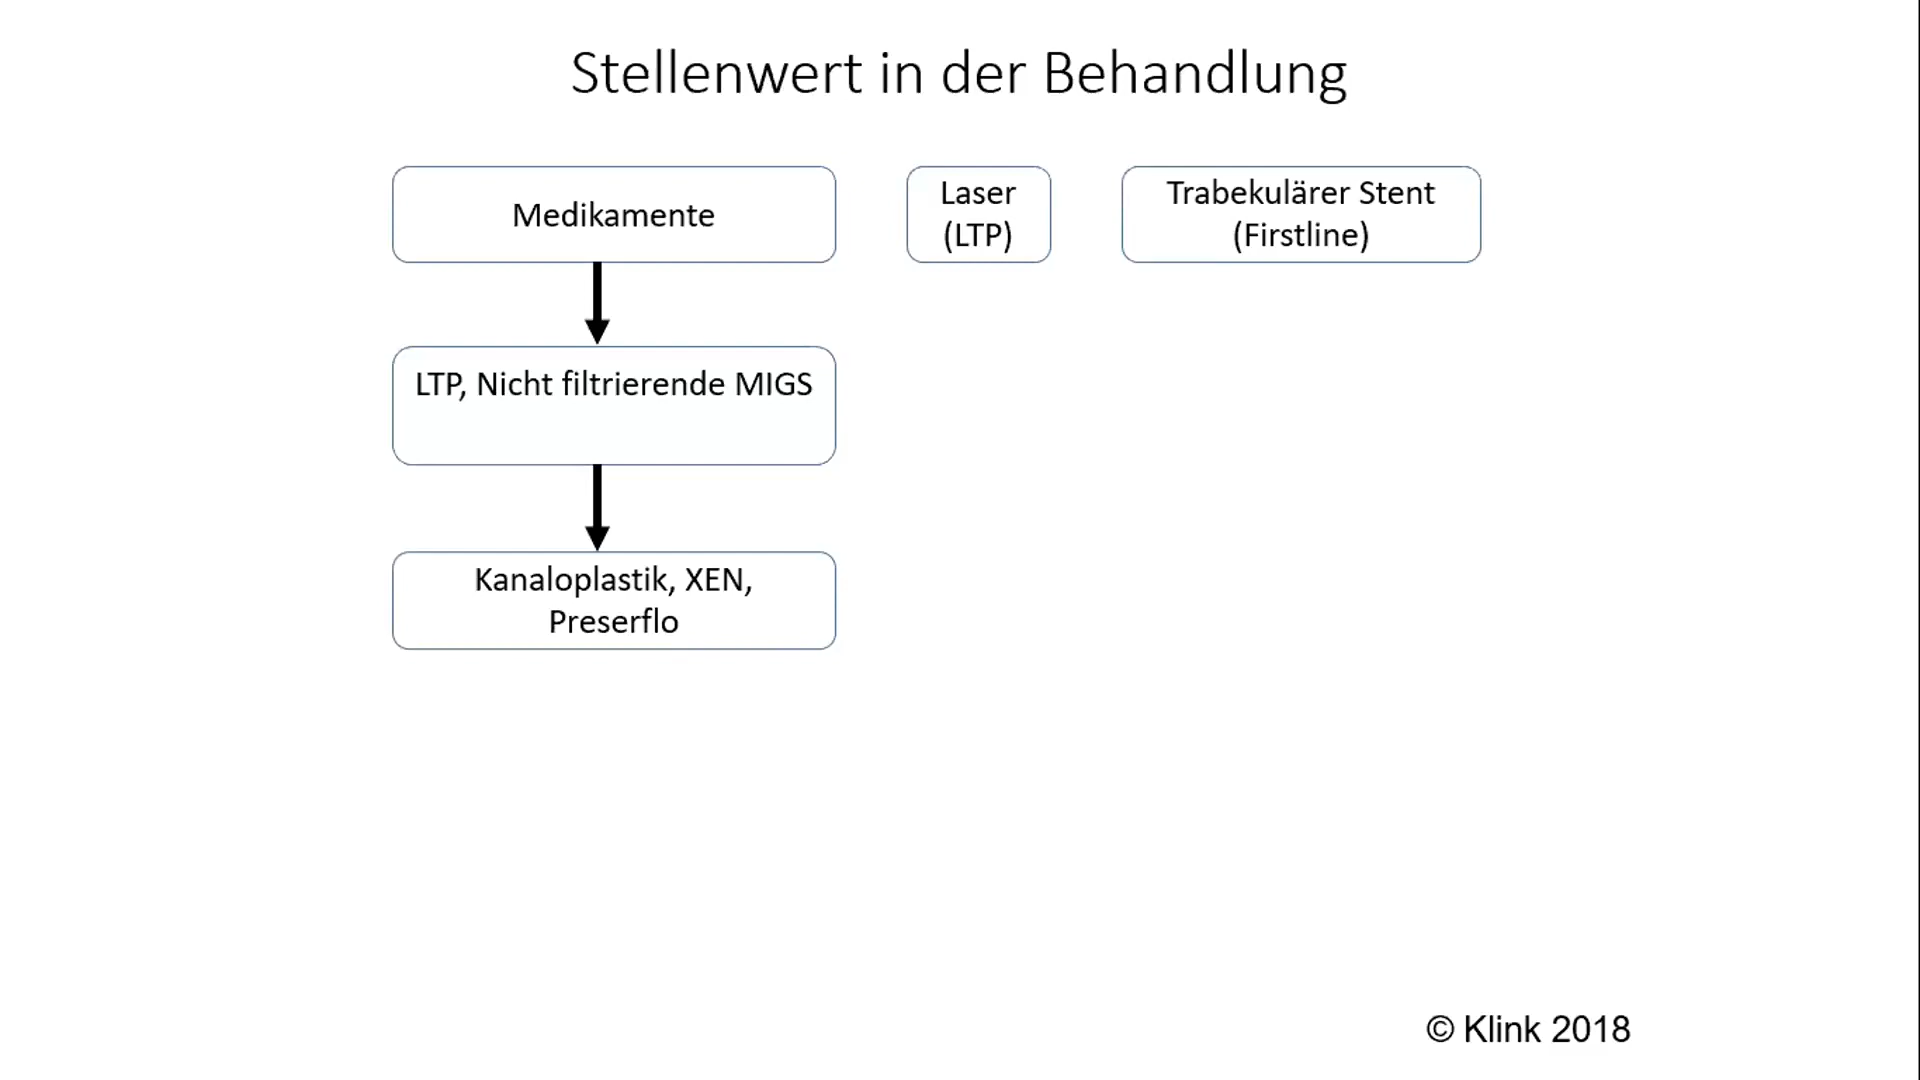 Stellenwert in der Behandlung
Medikamente
Laser
(LTP)
Trabekulärer Stent
(Firstline)
LTP, Nicht filtrierende MIGS
Kanaloplastik, XEN,
Preserflo
© Klink 2018